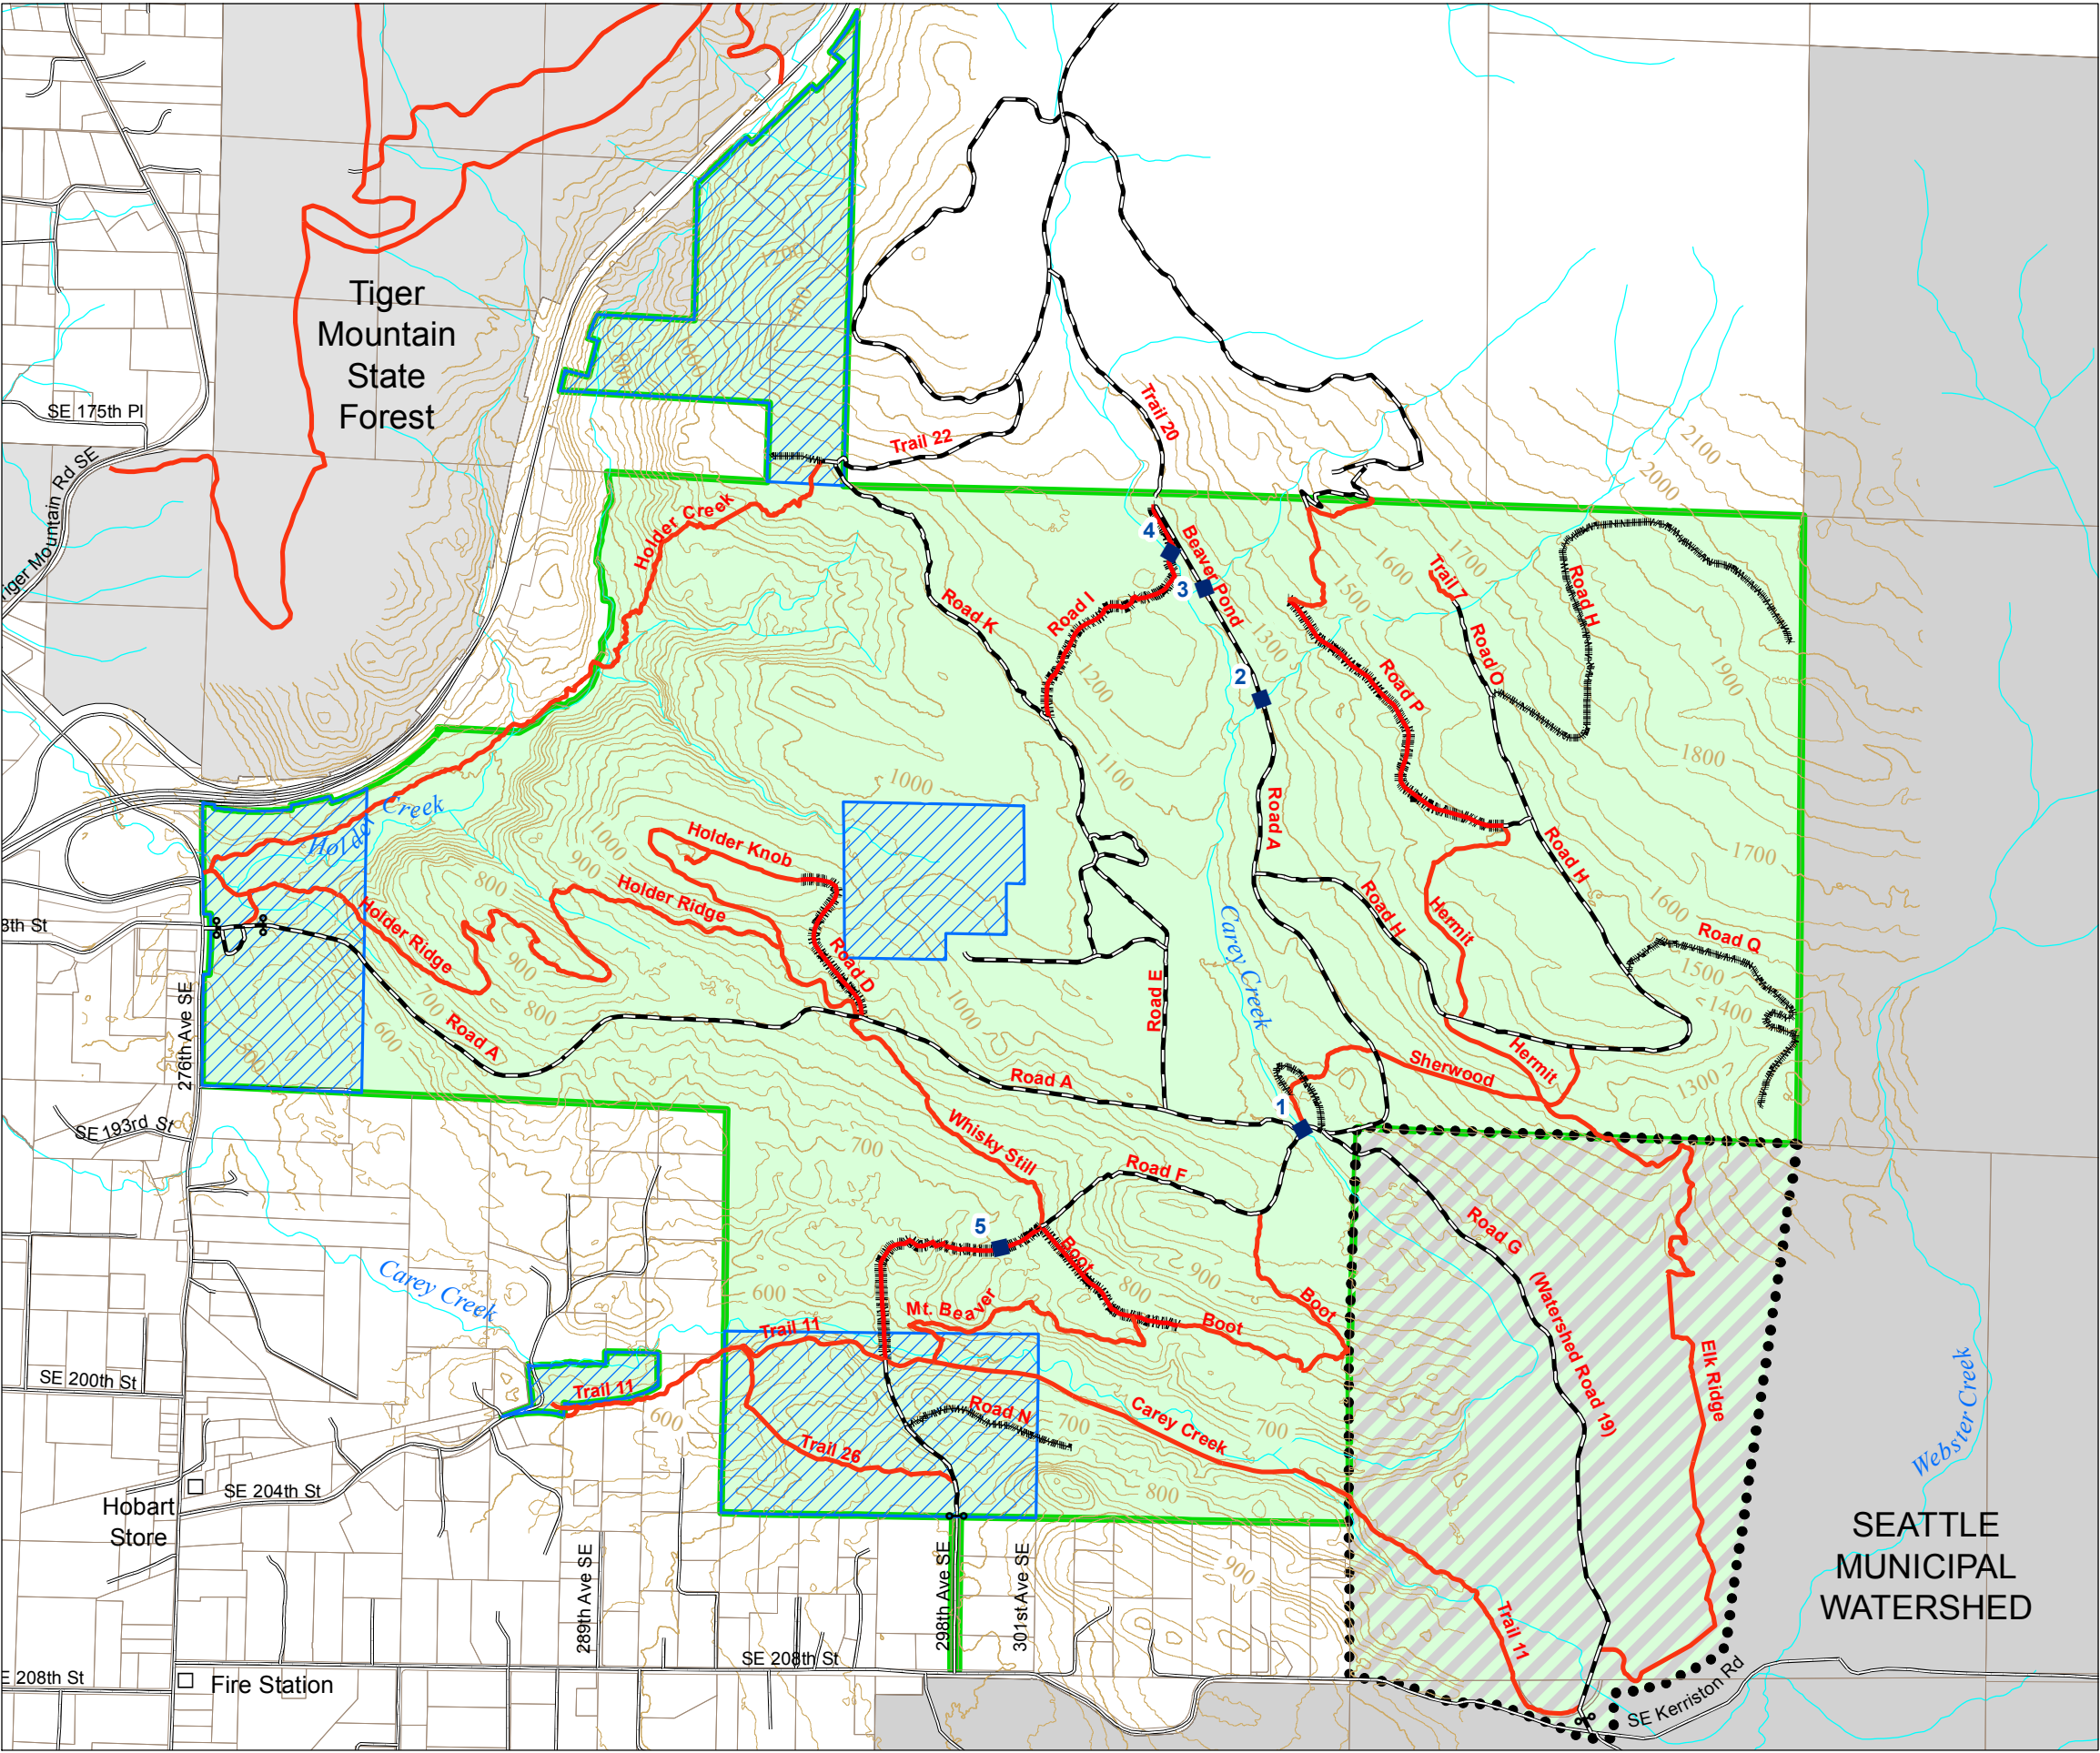 Tiger
Mountain
State
Forest
SE 175th Pl
Tiger Mountain Rd SE
1200
400
1000
800
Trail 22
Trail 20
2100
2000
Holder Creek
4
Beaver Pond
3
Road I
Road K
1200
1300
1500
1600
1700
Trail 7
Road O
Road H
1900
2
Road P
1800
1100
1000
Road A
Holder Creek
Holder Knob
1000
900
800
Holder Ridge
Holder Ridge
Road D
900
800
700
600
500
Road A
8th St
276th Ave SE
1000
Road E
Carey Creek
Road H
Hermit
Road H
1700
1600
Road Q
1500
1400
1300
Hermit
Sherwood
Road A
1
SE 193rd St
Whisky Still
700
Road F
Road G
(Watershed Road 19)
5
Boot
800
900
600
Mt. Beaver
Boot
Boot
Trail 11
Carey Creek
Elk Ridge
Webster Creek
SE 200th St
Trail 11
600
Road N
700
Carey Creek
700
Trail 26
800
Hobart
Store
SE 204th St
289th Ave SE
298th Ave SE
301st Ave SE
900
Trail 11
SEATTLE
MUNICIPAL
WATERSHED
SE 208th St
E 208th St
Fire Station
SE Kerriston Rd